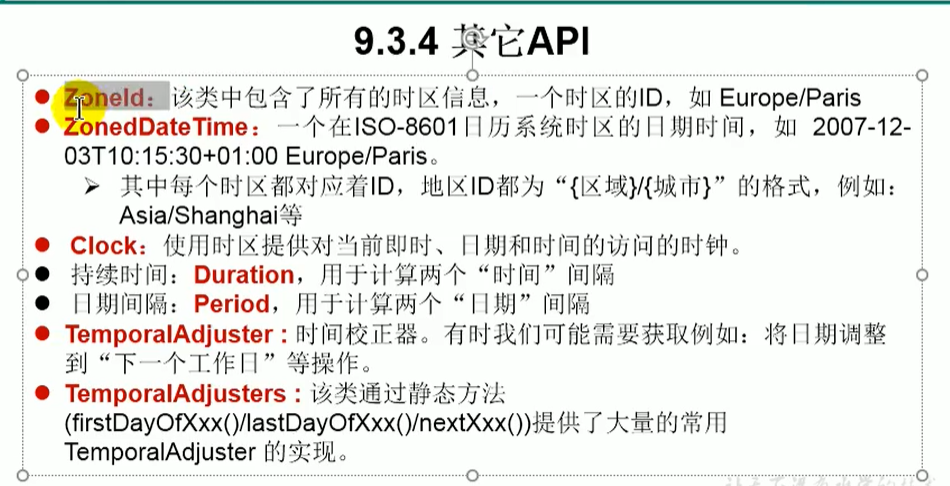 9.3.4 其它API
ZoneId：该类中包含了所有的时区信息，一个时区的ID，如 Europe/Paris
ZonedDateTime：一个在ISO-8601日历系统时区的日期时间，如 2007-12-
03T10:15:30+01:00 Europe/Paris。
其中每个时区都对应着ID，地区ID都为“{区域}/{城市}”的格式，例如：
Asia/Shanghai等
Clock：使用时区提供对当前即时、日期和时间的访问的时钟。
持续时间：Duration，用于计算两个“时间”间隔
日期间隔：Period，用于计算两个“日期”间隔
TemporalAdjuster : 时间校正器。有时我们可能需要获取例如：将日期调整
到“下一个工作日”等操作。
TemporalAdjusters : 该类通过静态方法
(firstDayOfXxx()/lastDayOfXxx()/nextXxx())提供了大量的常用
TemporalAdjuster 的实现。